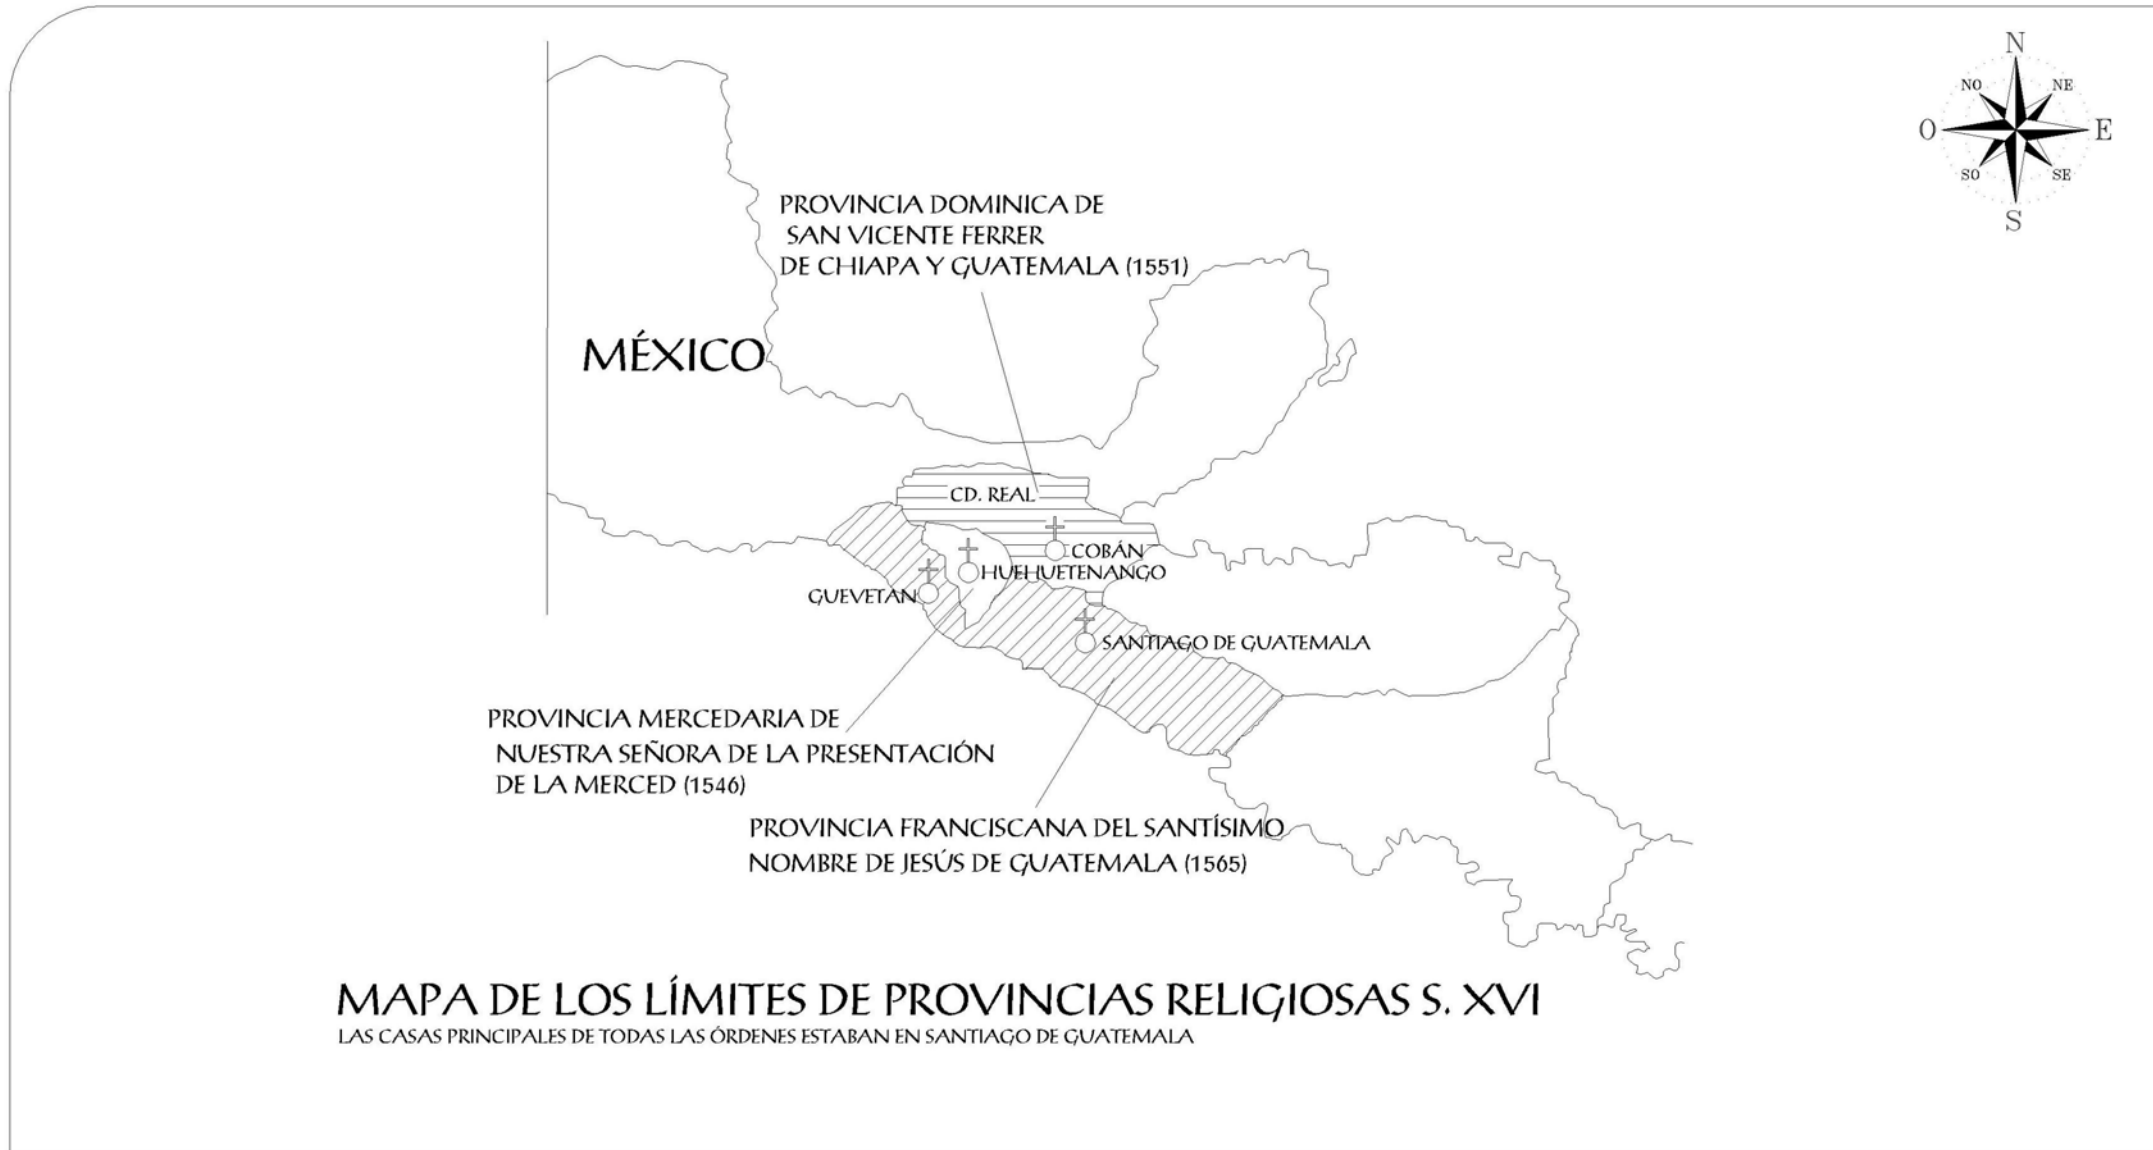 N
NO
NE
O
E
SO
SE
S
PROVINCIA DOMINICA DE
SAN VICENTE FERRER
DE CHIAPA Y GUATEMALA (1551)
MÉXICO
CD. REAL
COBÁN
HUEHUETENANGO
GUEVETAN
SANTIAGO DE GUATEMALA
PROVINCIA MERCEDARIA DE
NUESTRA SEÑORA DE LA PRESENTACIÓN
DE LA MERCED (1546)
PROVINCIA FRANCISCANA DEL SANTÍSIMO
NOMBRE DE JESÚS DE GUATEMALA (1565)
MAPA DE LOS LÍMITES DE PROVINCIAS RELIGIOSAS S. XVI
LAS CASAS PRINCIPALES DE TODAS LAS ÓRDENES ESTABAN EN SANTIAGO DE GUATEMALA